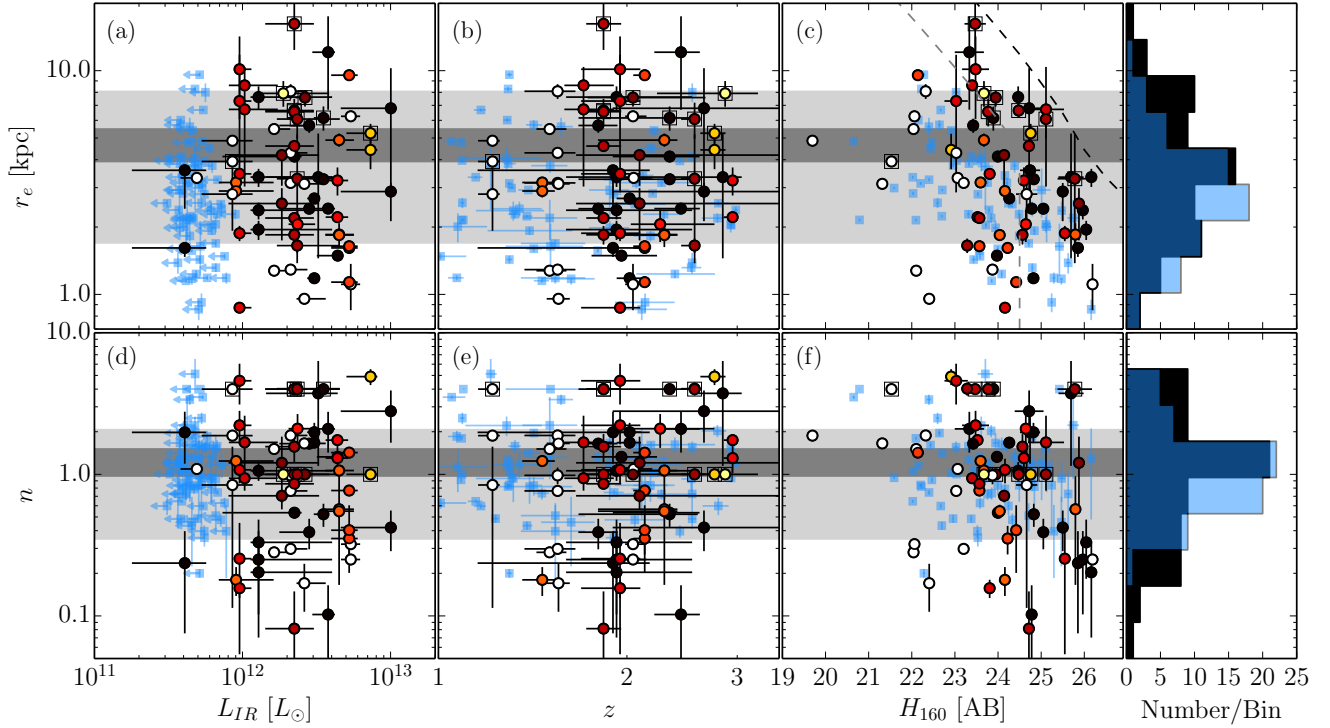 (a) (b) (c)
10.0
1.0
r_e [kpc]
(d) (e) (f)
10.0
1.0
0.1
n
10^11 10^12 10^13 1 2 3 19 20 21 22 23 24 25 26 0 5 10 15 20 25
L_IR [L_⊙] z H_160 [AB] Number/Bin